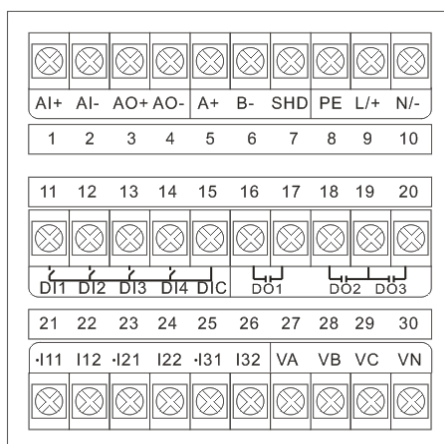 AI+ AI- AO+ AO- A+ B- SHD PE L/+ N/-
1 2 3 4 5 6 7 8 9 10
11 12 13 14 15 16 17 18 19 20
DI1 DI2 DI3 DI4 DIC DO1 DO2 DO3
21 22 23 24 25 26 27 28 29 30
·I11 I12 ·I21 I22 ·I31 I32 VA VB VC VN